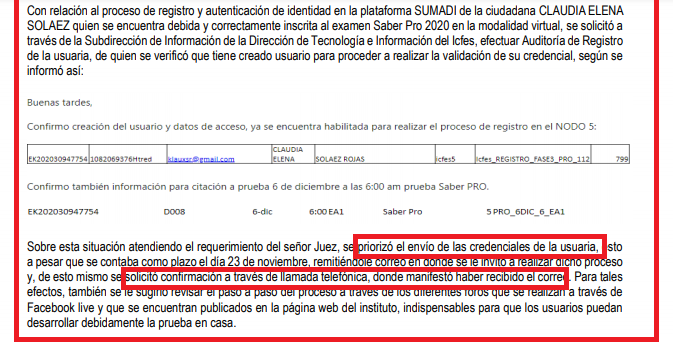 Con relación al proceso de registro y autenticación de identidad en la plataforma SUMADI de la ciudadana CLAUDIA ELENA
SOLAEZ quien se encuentra debida y correctamente inscrita al examen Saber Pro 2020 en la modalidad virtual, se solicitó a
través de la Subdirección de Información de la Dirección de Tecnología e Información del Icfes, efectuar Auditoría de Registro
de la usuaria, de quien se verificó que tiene creado usuario para proceder a realizar la validación de su credencial, según se
informó así:
Buenas tardes,
Confirmo creación del usuario y datos de acceso, ya se encuentra habilitada para realizar el proceso de registro en el NODO 5:
EK202030947754 1082069376Htred klauxsr@gmail.com CLAUDIA ELENA SOLAEZ ROJAS icfes5 Icfes_REGISTRO_FASE3_PRO_112 799
Confirmo también información para citación a prueba 6 de diciembre a las 6:00 am prueba Saber PRO.
EK202030947754 D008 6-dic 6:00 EA1 Saber Pro 5 PRO_6DIC_6_EA1
Sobre esta situación atendiendo el requerimiento del señor Juez, se priorizó el envío de las credenciales de la usuaria, esto
a pesar que se contaba como plazo el día 23 de noviembre, remitiéndole correo en donde se le invitó a realizar dicho proceso
y, de esto mismo se solicitó confirmación a través de llamada telefónica, donde manifestó haber recibido el correo. Para tales
efectos, también se le sugirió revisar el paso a paso del proceso a través de los diferentes foros que se realizan a través de
Facebook live y que se encuentran publicados en la página web del instituto, indispensables para que los usuarios puedan
desarrollar debidamente la prueba en casa.